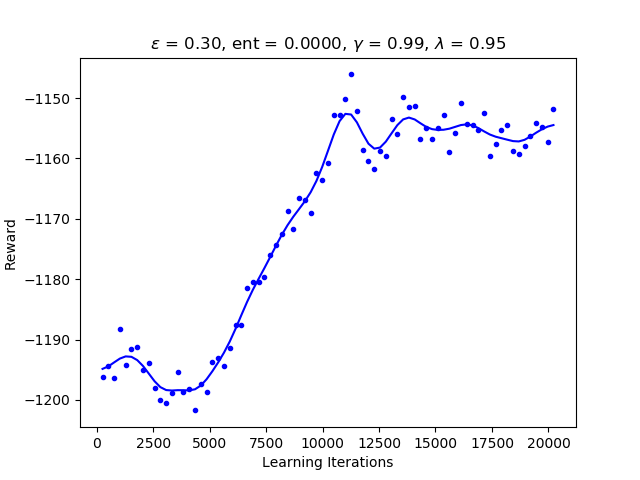 ε = 0.30, ent = 0.0000, γ = 0.99, λ = 0.95
−1150
−1160
−1170
−1180
−1190
−1200
Reward
0 2500 5000 7500 10000 12500 15000 17500 20000
Learning Iterations